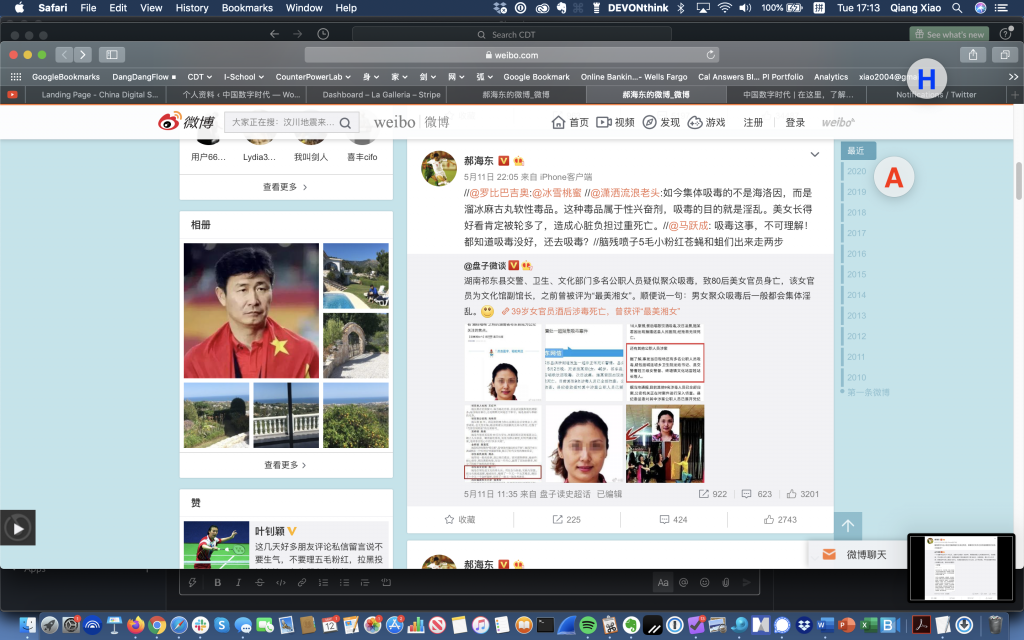 Safari File Edit View History Bookmarks Window Help
DEVONthink 100% Tue 17:13 Qiang Xiao
Search CDT
See what's new
weibo.com
GoogleBookmarks DangDangFlow CDT I-School CounterPowerLab 身 家 剑 网 弧 Google Bookmark Online Bankin...- Wells Fargo Cal Answers BI... PI Portfolio Analytics xiao2004@gm
H
Landing Page - China Digital S... 个人资料 ‹ 中国数字时代 — Wo... Dashboard – La Galleria – Stripe 郝海东的微博_微博 郝海东的微博_微博 中国数字时代 | 在这里，了解... Notifications / Twitter
微博 大家正在搜：汶川地震来... weibo | 微博 首页 视频 发现 游戏 注册 登录 weibo^
用户66... Lydia3... 我叫剑人 喜丰cifo
查看更多 >
相册
查看更多 >
赞
叶钊颖
这几天好多朋友评论私信留言说不
要生气，不要理五毛粉红，拉黑投
郝海东
5月11日 22:05 来自 iPhone客户端
//@罗比巴吉奥:@冰雪桃蜜 //@潇洒流浪老头:如今集体吸毒的不是海洛因，而是
溜冰麻古丸软性毒品。这种毒品属于性兴奋剂，吸毒的目的就是淫乱。美女长得
好看肯定被轮多了，造成心脏负担过重死亡。//@马跃成: 吸毒这事，不可理解！
都知道吸毒没好，还去吸毒？//脑残喷子5毛小粉红苍蝇和蛆们出来走两步
@盘子微谈
湖南祁东县交警、卫生、文化部门多名公职人员疑似聚众吸毒，致80后美女官员身亡，该女官
员为文化馆副馆长，之前曾被评为“最美湘女”。顺便说一句：男女聚众吸毒后一般都会集体淫
乱。 39岁女官员酒后涉毒死亡，曾获评“最美湘女”
5月11日 11:35 来自 盘子读史超话 已编辑 922 623 3201
收藏 225 424 2743
郝海东
最近
2020
2019
2018
2017
2016
2015
2014
2013
2012
2011
2010
第一条微博
A
微博聊天
Apps
Aa